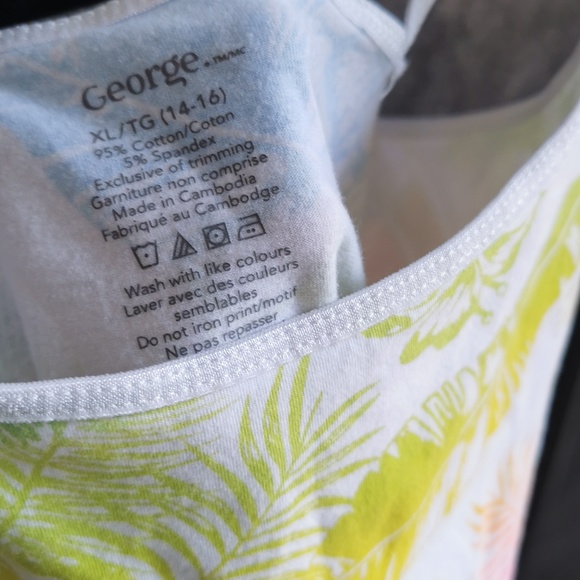 George ®™/MC
XL/TG (14-16)
95% Cotton/Coton
5% Spandex
Exclusive of trimming
Garniture non comprise
Made in Cambodia
Fabriqué au Cambodge
Wash with like colours
Laver avec des couleurs
semblables
Do not iron print/motif
Ne pas repasser